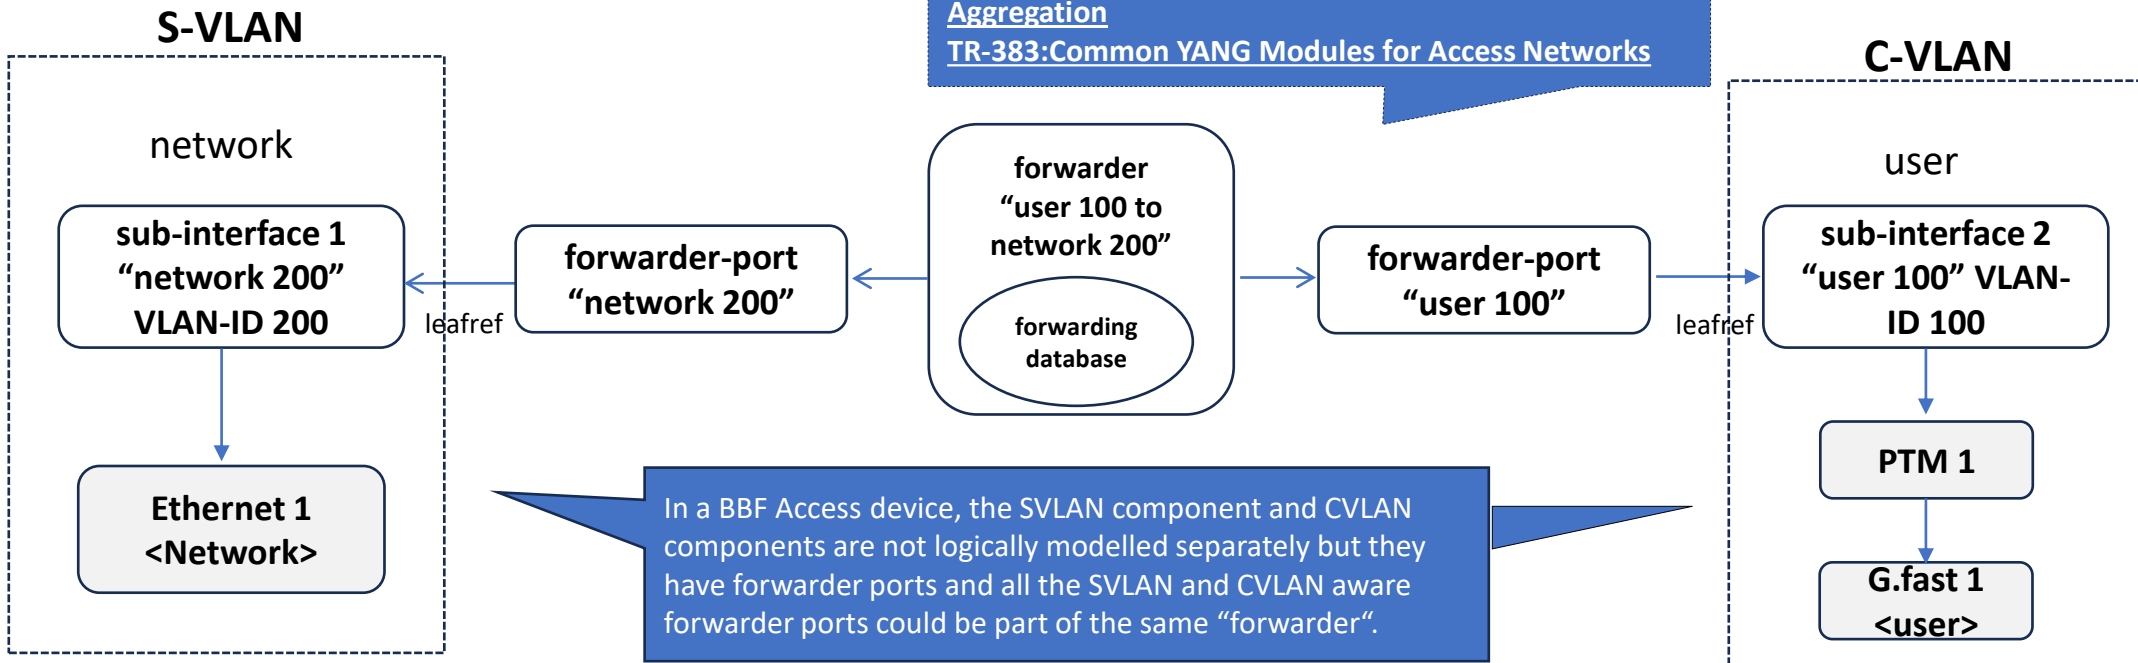 S-VLAN
Aggregation
TR-383:Common YANG Modules for Access Networks
C-VLAN
network
user
sub-interface 1
“network 200”
VLAN-ID 200
leafref
forwarder-port
“network 200”
forwarder
“user 100 to
network 200”
forwarding
database
forwarder-port
“user 100”
leafref
sub-interface 2
“user 100” VLAN-
ID 100
Ethernet 1
<Network>
PTM 1
G.fast 1
<user>
In a BBF Access device, the SVLAN component and CVLAN
components are not logically modelled separately but they
have forwarder ports and all the SVLAN and CVLAN aware
forwarder ports could be part of the same “forwarder“.